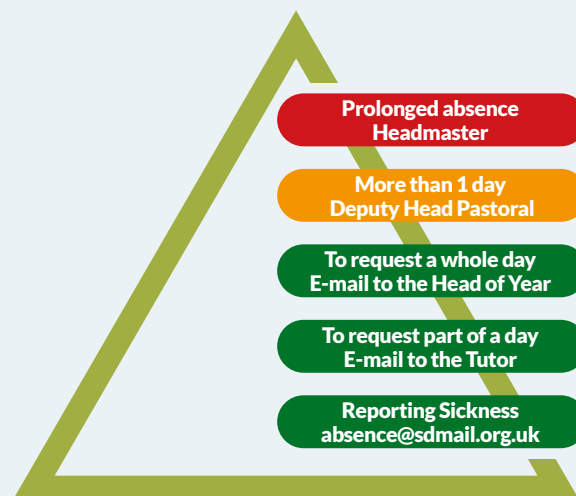 Prolonged absence
Headmaster
More than 1 day
Deputy Head Pastoral
To request a whole day
E-mail to the Head of Year
To request part of a day
E-mail to the Tutor
Reporting Sickness
absence@sdmail.org.uk